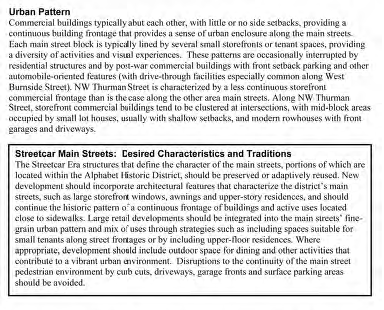 Urban Pattern
Commercial buildings typically abut each other, with little or no side setbacks, providing a
continuous building frontage that provides a sense of urban enclosure along the main streets.
Each main street block is typically lined by several small storefronts or tenant spaces, providing
a diversity of activities and visual experiences. These patterns are occasionally interrupted by
residential structures and by post-war commercial buildings with front setback parking and other
automobile-oriented features (with drive-through facilities especially common along West
Burnside Street). NW Thurman Street is characterized by a less continuous storefront
commercial frontage than is the case along the other area main streets. Along NW Thurman
Street, storefront commercial buildings tend to be clustered at intersections, with mid-block areas
occupied by small lot houses, usually with shallow setbacks, and modern rowhouses with front
garages and driveways.
Streetcar Main Streets: Desired Characteristics and Traditions
The Streetcar Era structures that define the character of the main streets, portions of which are
located within the Alphabet Historic District, should be preserved or adaptively reused. New
development should incorporate architectural features that characterize the district's main
streets, such as large storefront windows, awnings and upper-story residences, and should
continue the historic pattern of a continuous frontage of buildings and active uses located
close to sidewalks. Large retail developments should be integrated into the main streets' fine-
grain urban pattern and mix of uses through strategies such as including spaces suitable for
small tenants along street frontages or by including upper-floor residences. Where
appropriate, development should include outdoor space for dining and other activities that
contribute to a vibrant urban environment. Disruptions to the continuity of the main street
pedestrian environment by curb cuts, driveways, garage fronts and surface parking areas
should be avoided.